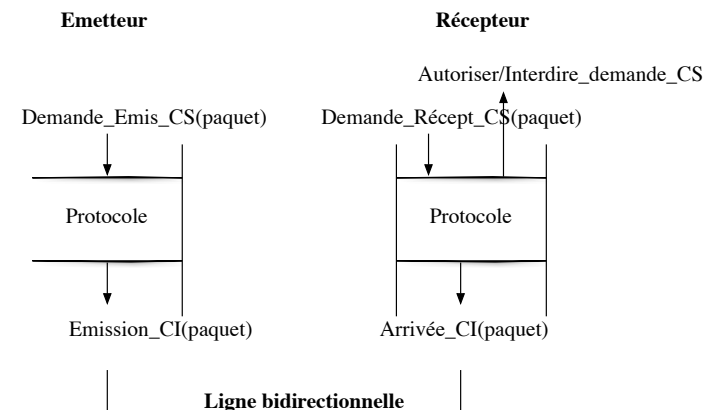 Emetteur
Récepteur
Autoriser/Interdire_demande_CS
Demande_Emis_CS(paquet)
Demande_Récept_CS(paquet)
Protocole
Protocole
Emission_CI(paquet)
Arrivée_CI(paquet)
Ligne bidirectionnelle